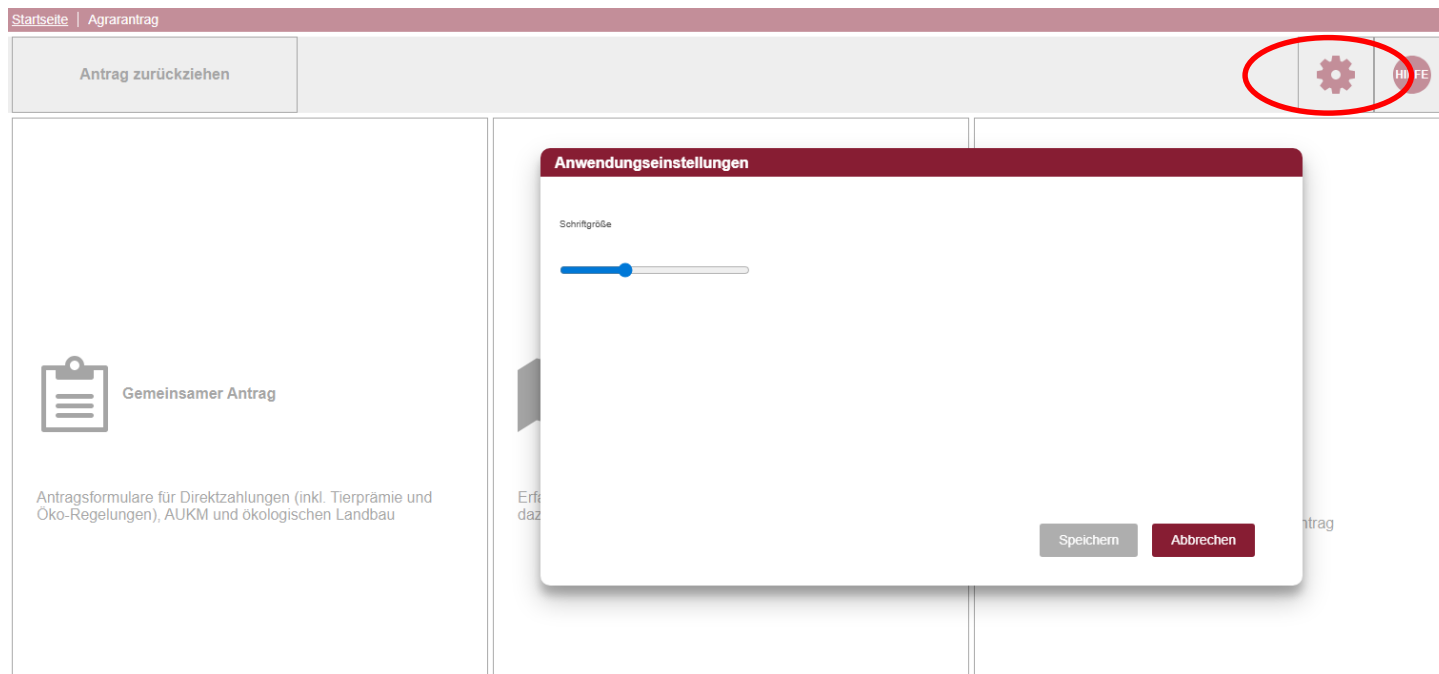 Startseite | Agrarantrag
Antrag zurückziehen
HILFE
Anwendungseinstellungen
Schriftgröße
Gemeinsamer Antrag
Antragsformulare für Direktzahlungen (inkl. Tierprämie und
Öko-Regelungen), AUKM und ökologischen Landbau
Speichern
Abbrechen